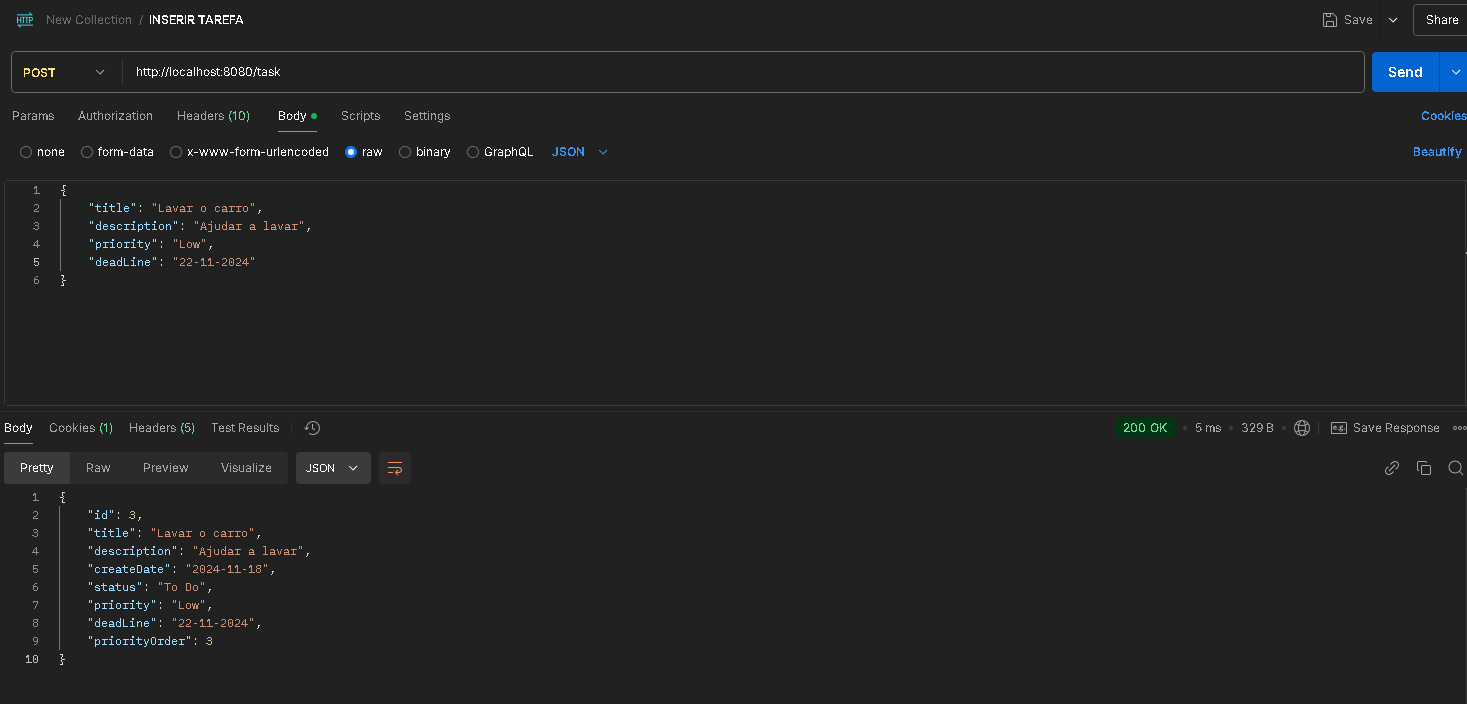 HTTP New Collection / INSERIR TAREFA Save Share
POST http://localhost:8080/task Send
Params Authorization Headers (10) Body Scripts Settings Cookies
none form-data x-www-form-urlencoded raw binary GraphQL JSON Beautify
1 {
2 "title": "Lavar o carro",
3 "description": "Ajudar a lavar",
4 "priority": "Low",
5 "deadLine": "22-11-2024"
6 }
Body Cookies (1) Headers (5) Test Results 200 OK • 5 ms • 329 B • e.g. Save Response
Pretty Raw Preview Visualize JSON
1 {
2 "id": 3,
3 "title": "Lavar o carro",
4 "description": "Ajudar a lavar",
5 "createDate": "2024-11-18",
6 "status": "To Do",
7 "priority": "Low",
8 "deadLine": "22-11-2024",
9 "priorityOrder": 3
10 }